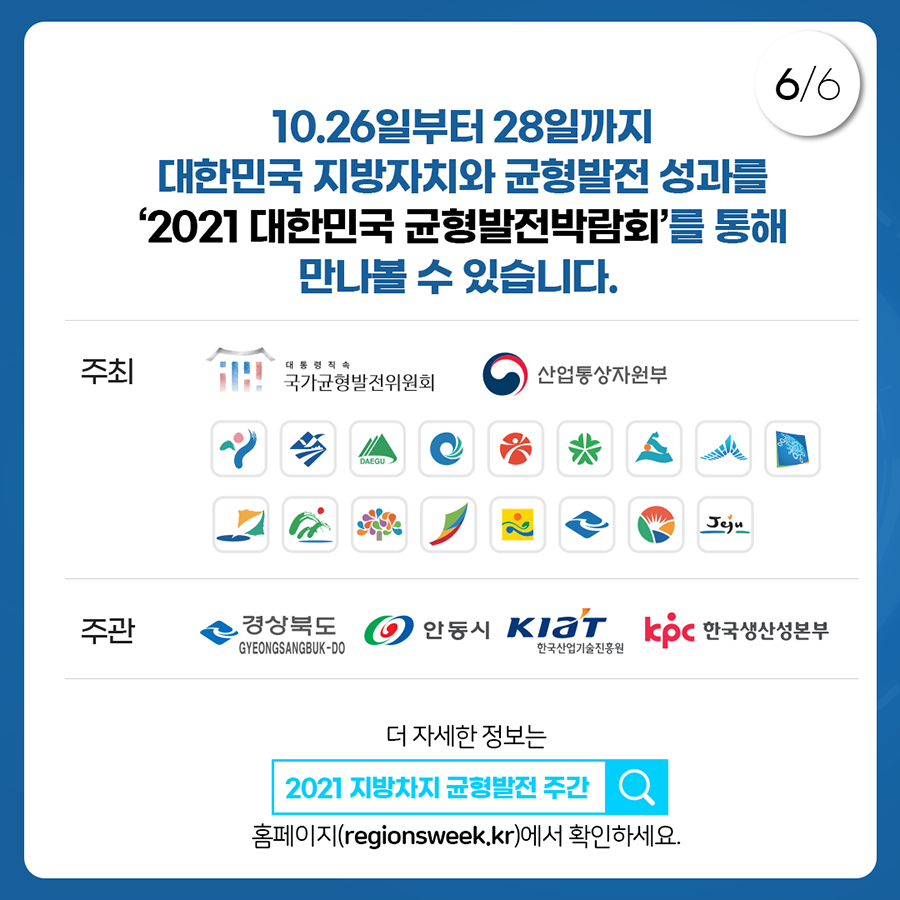 6/6
10.26일부터 28일까지
대한민국 지방자치와 균형발전 성과를
‘2021 대한민국 균형발전박람회’를 통해
만나볼 수 있습니다.
주최
대통령직속
국가균형발전위원회
산업통상자원부
DAEGU
Jeju
주관
경상북도
GYEONGSANGBUK-DO
안동시
KIAT
한국산업기술진흥원
kpc 한국생산성본부
더 자세한 정보는
2021 지방차지 균형발전 주간
홈페이지(regionsweek.kr)에서 확인하세요.